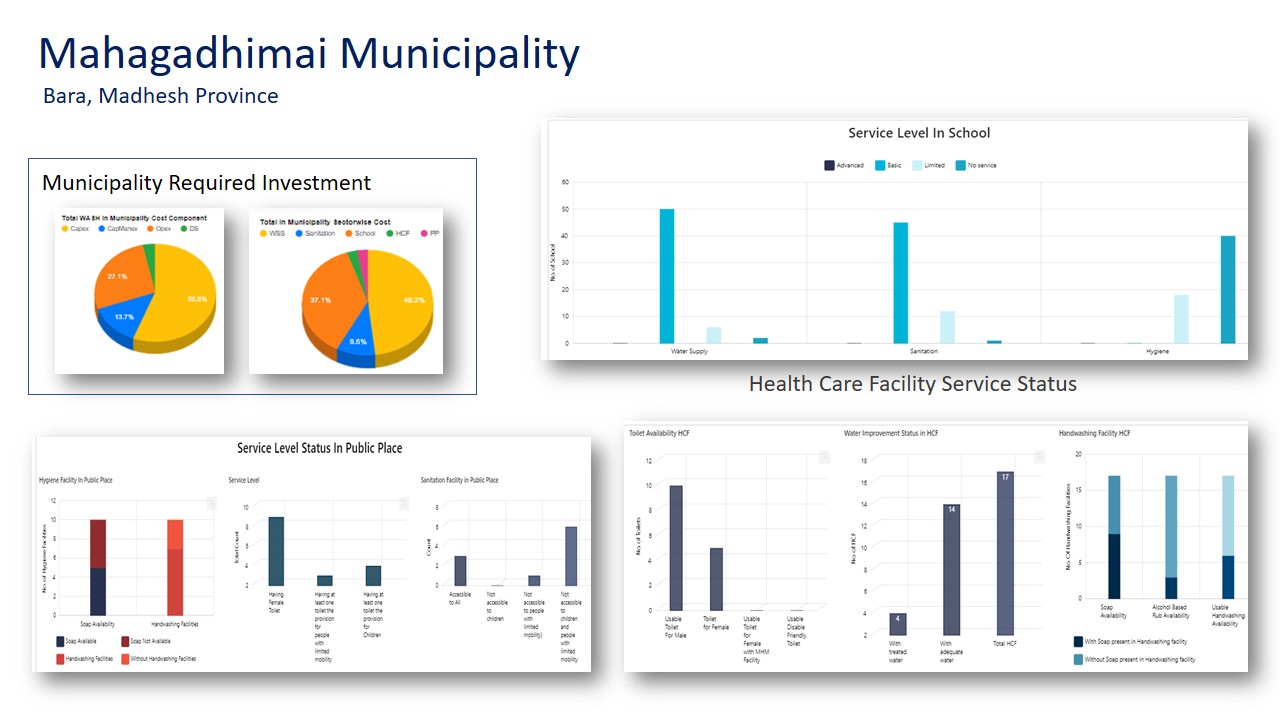 Mahagadhimai Municipality
Bara, Madhesh Province
Municipality Required Investment
Total WASH in Municipality Cost Component
Capex CapManex Opex DS
27.1%
55.8%
13.7%
Total In Municipality Sectorwise Cost
WSS Sanitation School HCF PP
37.1%
48.2%
9.5%
Service Level In School
Advanced Basic Limited No service
No. of School
60
50
40
30
20
10
0
Water Supply Sanitation Hygiene
Service Level Status In Public Place
Hygiene Facility In Public Place
No. of Hygiene Facilities
12
10
8
6
4
2
0
Soap Availability Handwashing Facilities
Soap Available Soap Not Available
Handwashing Facilities Without Handwashing Facilities
Service Level
Total Count
10
8
6
4
2
Having
Female
Toilet
Having at
least one
toilet the
provision
for
people
with
limited
mobility
Having at
least one
toilet the
provision
for
Children
Sanitation Facility in Public Place
Count
8
6
4
2
0
Accessible
to All
Not
accessible
to
children
Not
accessible
to people
with
limited
mobility)
Not
accessible
to
children
and
people
with
limited
mobility
Health Care Facility Service Status
Toilet Availability HCF
No. of Toilets
12
10
8
6
4
2
0
Usable
Toilet
For Male
Toilet
for Female
Usable
Toilet
for
Female
with MHM
Facility
Usable
Disable
Friendly
Toilet
Water Improvement Status in HCF
No. of HCF
18
16
14
12
10
8
6
4
2
4
14
17
With
treated
water
With
adequate
water
Total HCF
Handwashing Facility HCF
No. Of Handwashing Facilities
20
15
10
5
0
Soap
Availability
Alcohol Based
Rub Availability
Usable
Handwashing
Availability
With Soap present in Handwashing facility
Without Soap present in Handwashing facility